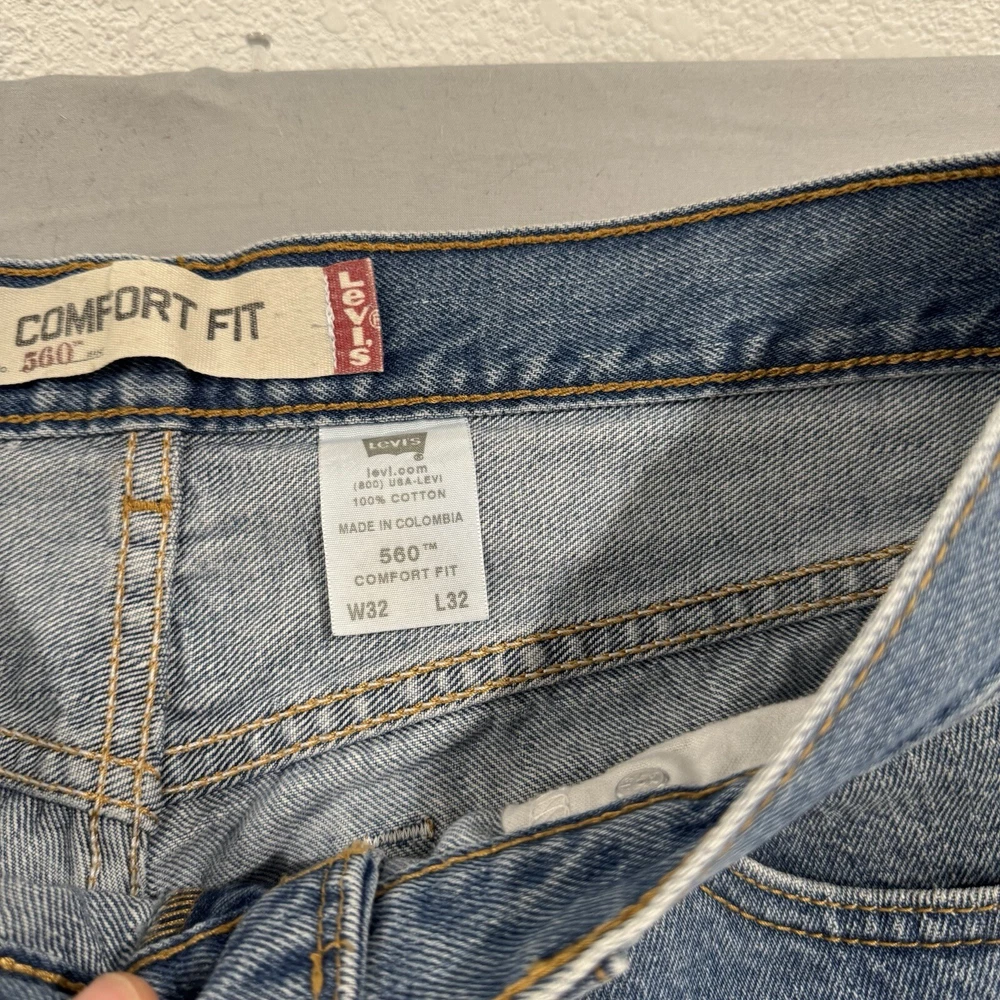 COMFORT FIT
560™
LEVI'S®
LEVI'S
®
levi.com
(800) USA-LEVI
100% COTTON
MADE IN COLOMBIA
560™
COMFORT FIT
W32 L32